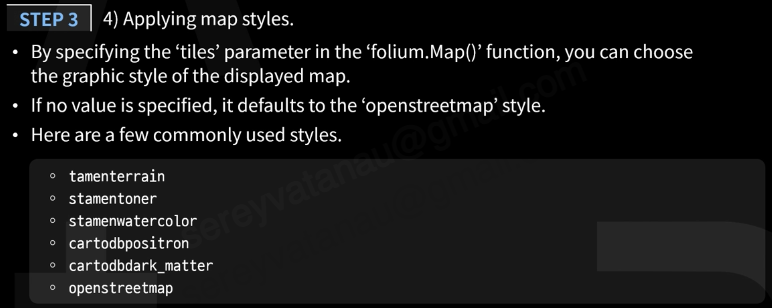 STEP 3 4) Applying map styles.
• By specifying the ‘tiles’ parameter in the ‘folium.Map()’ function, you can choose
the graphic style of the displayed map.
• If no value is specified, it defaults to the ‘openstreetmap’ style.
• Here are a few commonly used styles.
◦ tamenterrain
◦ stamentoner
◦ stamenwatercolor
◦ cartodbpositron
◦ cartodbdark_matter
◦ openstreetmap
sereyvatanau@gmail.com